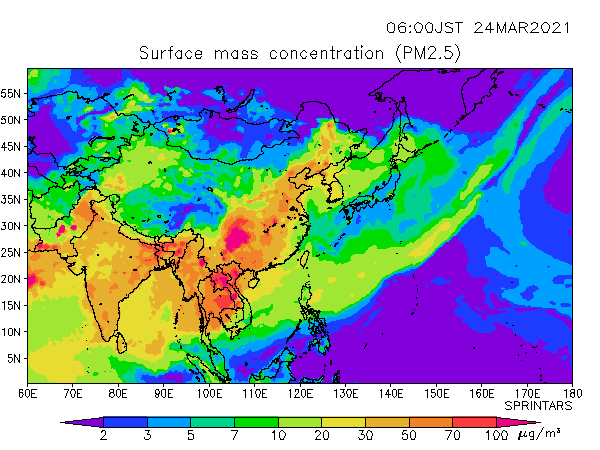 06:00JST 24MAR2021
Surface mass concentration (PM2.5)
55N
50N
45N
40N
35N
30N
25N
20N
15N
10N
5N
60E 70E 80E 90E 100E 110E 120E 130E 140E 150E 160E 170E 180
SPRINTARS
2 3 5 7 10 20 30 50 70 100 μg/m³